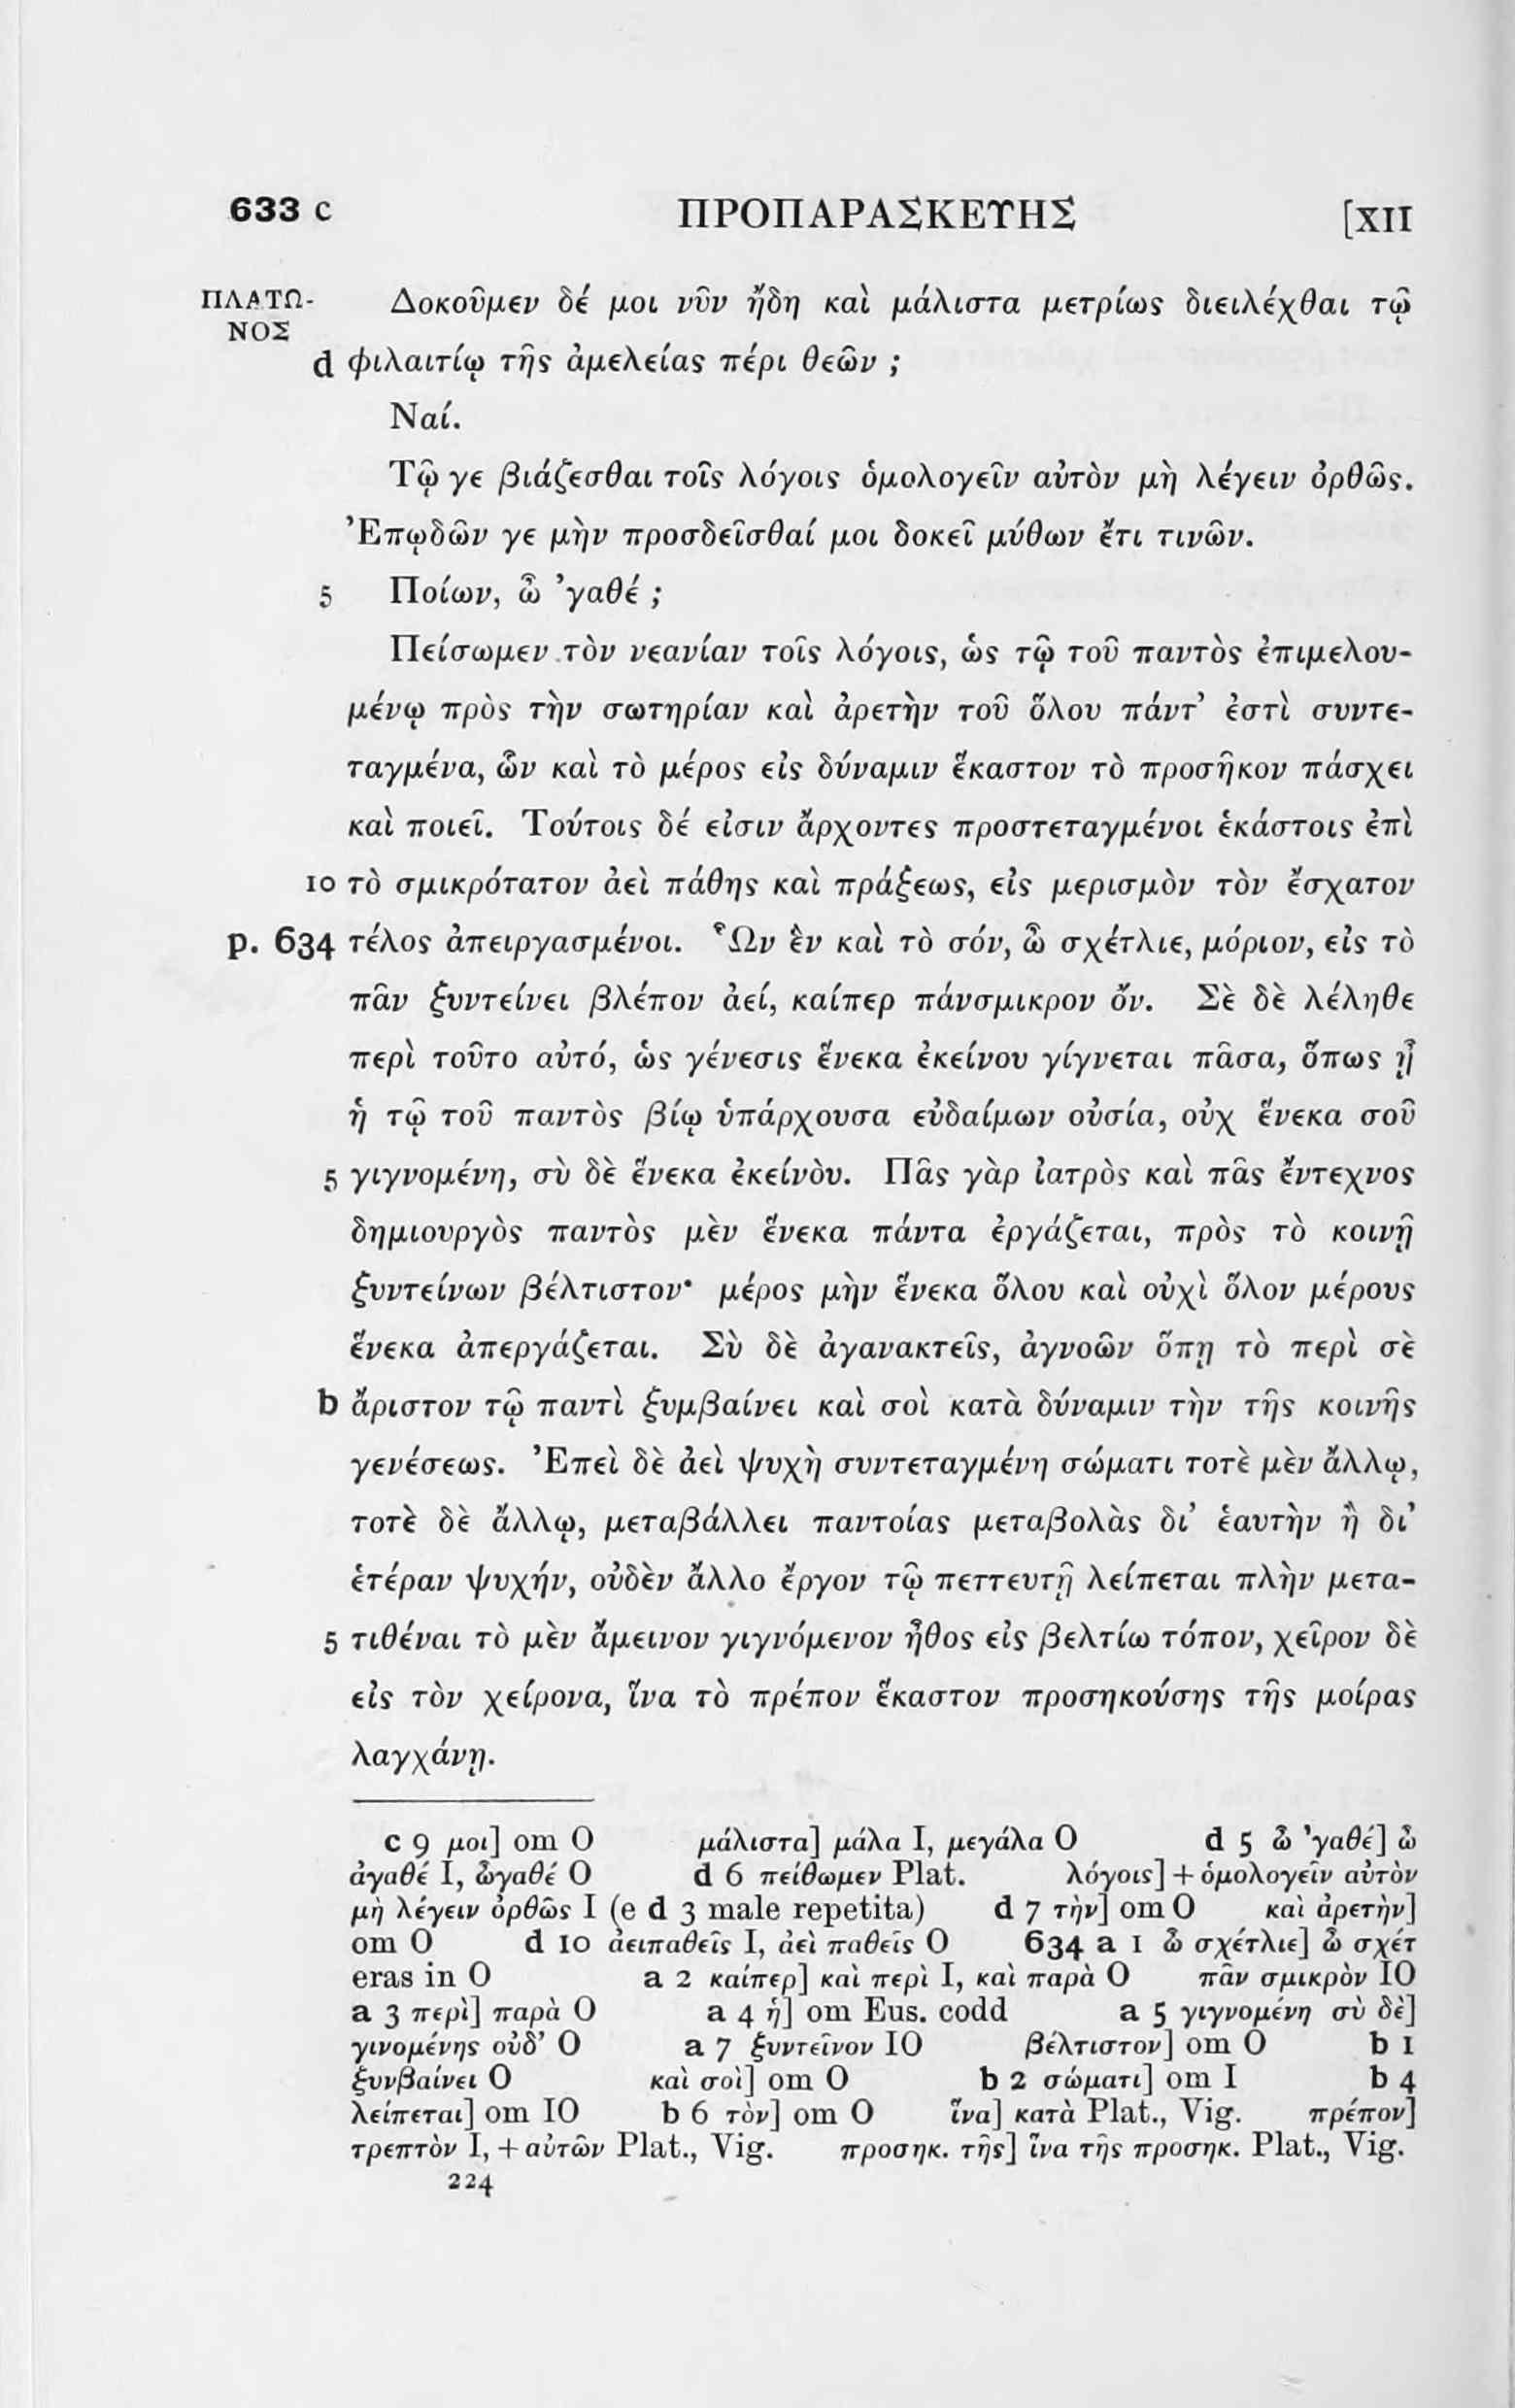 633 c ΠΡΟΠΑΡΑΣΚΕΥΗΣ [XII
ΠΛΑΤΩ- Δοκοῦμεν δέ μοι νῦν ἤδη καὶ μάλιστα μετρίως διειλέχθαι τῷ
ΝΟΣ
d φιλαιτίῳ τῆς ἀμελείας πέρι θεῶν ;
Ναί.
Τῷ γε βιάζεσθαι τοῖς λόγοις ὁμολογεῖν αὐτὸν μὴ λέγειν ὀρθῶς.
Ἐπῳδῶν γε μὴν προσδεῖσθαί μοι δοκεῖ μύθων ἔτι τινῶν.
5 Ποίων, ὦ ’γαθέ ;
Πείσωμεν τὸν νεανίαν τοῖς λόγοις, ὡς τῷ τοῦ παντὸς ἐπιμελου-
μένῳ πρὸς τὴν σωτηρίαν καὶ ἀρετὴν τοῦ ὅλου πάντ’ ἐστὶ συντε-
ταγμένα, ὧν καὶ τὸ μέρος εἰς δύναμιν ἕκαστον τὸ προσῆκον πάσχει
καὶ ποιεῖ. Τούτοις δέ εἰσιν ἄρχοντες προστεταγμένοι ἑκάστοις ἐπὶ
10 τὸ σμικρότατον ἀεὶ πάθης καὶ πράξεως, εἰς μερισμὸν τὸν ἔσχατον
p. 634 τέλος ἀπειργασμένοι. Ὧν ἓν καὶ τὸ σόν, ὦ σχέτλιε, μόριον, εἰς τὸ
πᾶν ξυντείνει βλέπον ἀεί, καίπερ πάνσμικρον ὄν. Σὲ δὲ λέληθε
περὶ τοῦτο αὐτό, ὡς γένεσις ἕνεκα ἐκείνου γίγνεται πᾶσα, ὅπως ᾖ
ἡ τῷ τοῦ παντὸς βίῳ ὑπάρχουσα εὐδαίμων οὐσία, οὐχ ἕνεκα σοῦ
5 γιγνομένη, σὺ δὲ ἕνεκα ἐκείνὸυ. Πᾶς γὰρ ἰατρὸς καὶ πᾶς ἔντεχνος
δημιουργὸς παντὸς μὲν ἕνεκα πάντα ἐργάζεται, πρὸς τὸ κοινῇ
ξυντείνων βέλτιστον· μέρος μὴν ἕνεκα ὅλου καὶ οὐχὶ ὅλον μέρους
ἕνεκα ἀπεργάζεται. Σὺ δὲ ἀγανακτεῖς, ἀγνοῶν ὅπῃ τὸ περὶ σὲ
b ἄριστον τῷ παντὶ ξυμβαίνει καὶ σοὶ κατὰ δύναμιν τὴν τῆς κοινῆς
γενέσεως. Ἐπεὶ δὲ ἀεὶ ψυχὴ συντεταγμένη σώματι τοτὲ μὲν ἄλλῳ,
τοτὲ δὲ ἄλλῳ, μεταβάλλει παντοίας μεταβολὰς δι’ ἑαυτὴν ἢ δι’
ἑτέραν ψυχήν, οὐδὲν ἄλλο ἔργον τῷ πεττευτῇ λείπεται πλὴν μετα-
5 τιθέναι τὸ μὲν ἄμεινον γιγνόμενον ἦθος εἰς βελτίω τόπον, χεῖρον δὲ
εἰς τὸν χείρονα, ἵνα τὸ πρέπον ἕκαστον προσηκούσης τῆς μοίρας
λαγχάνῃ.
c 9 μοι] om O μάλιστα] μάλα I, μεγάλα O d 5 ὦ ’γαθέ] ὦ
ἀγαθέ I, ὦγαθέ O d 6 πείθωμεν Plat. λόγοις] + ὁμολογεῖν αὐτὸν
μὴ λέγειν ὀρθῶς I (e d 3 male repetita) d 7 τὴν] om O καὶ ἀρετὴν]
om O d 10 ἀειπαθεῖς I, ἀεὶ παθεῖς O 634 a 1 ὦ σχέτλιε] ὦ σχέτ
eras in O a 2 καίπερ] καὶ περὶ I, καὶ παρὰ O πᾶν σμικρὸν IO
a 3 περὶ] παρὰ O a 4 ἡ] om Eus. codd a 5 γιγνομένη σὺ δὲ]
γινομένης οὐδ’ O a 7 ξυντεῖνον IO βέλτιστον] om O b 1
ξυνβαίνει O καὶ σοὶ] om O b 2 σώματι] om I b 4
λείπεται] om IO b 6 τὸν] om O ἵνα] κατὰ Plat., Vig. πρέπον]
τρεπτὸν I, + αὐτῶν Plat., Vig. προσηκ. τῆς] ἵνα τῆς προσηκ. Plat., Vig.
224